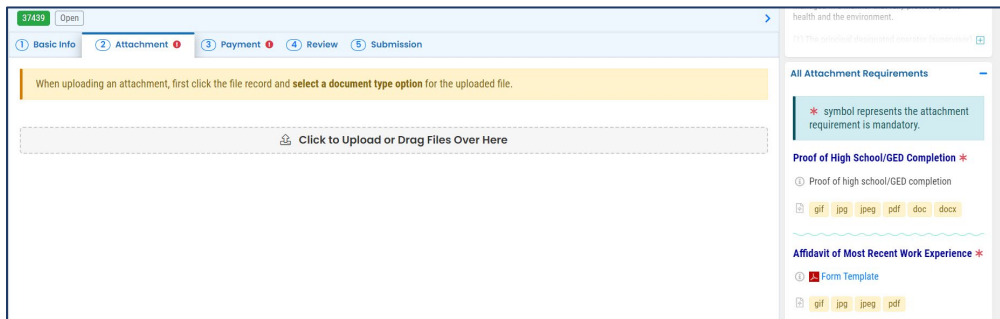 37439 Open
1 Basic Info 2 Attachment 3 Payment 4 Review 5 Submission
When uploading an attachment, first click the file record and select a document type option for the uploaded file.
Click to Upload or Drag Files Over Here
health and the environment.
All Attachment Requirements
* symbol represents the attachment
requirement is mandatory.
Proof of High School/GED Completion *
Proof of high school/GED completion
gif jpg jpeg pdf doc docx
Affidavit of Most Recent Work Experience *
Form Template
gif jpg jpeg pdf